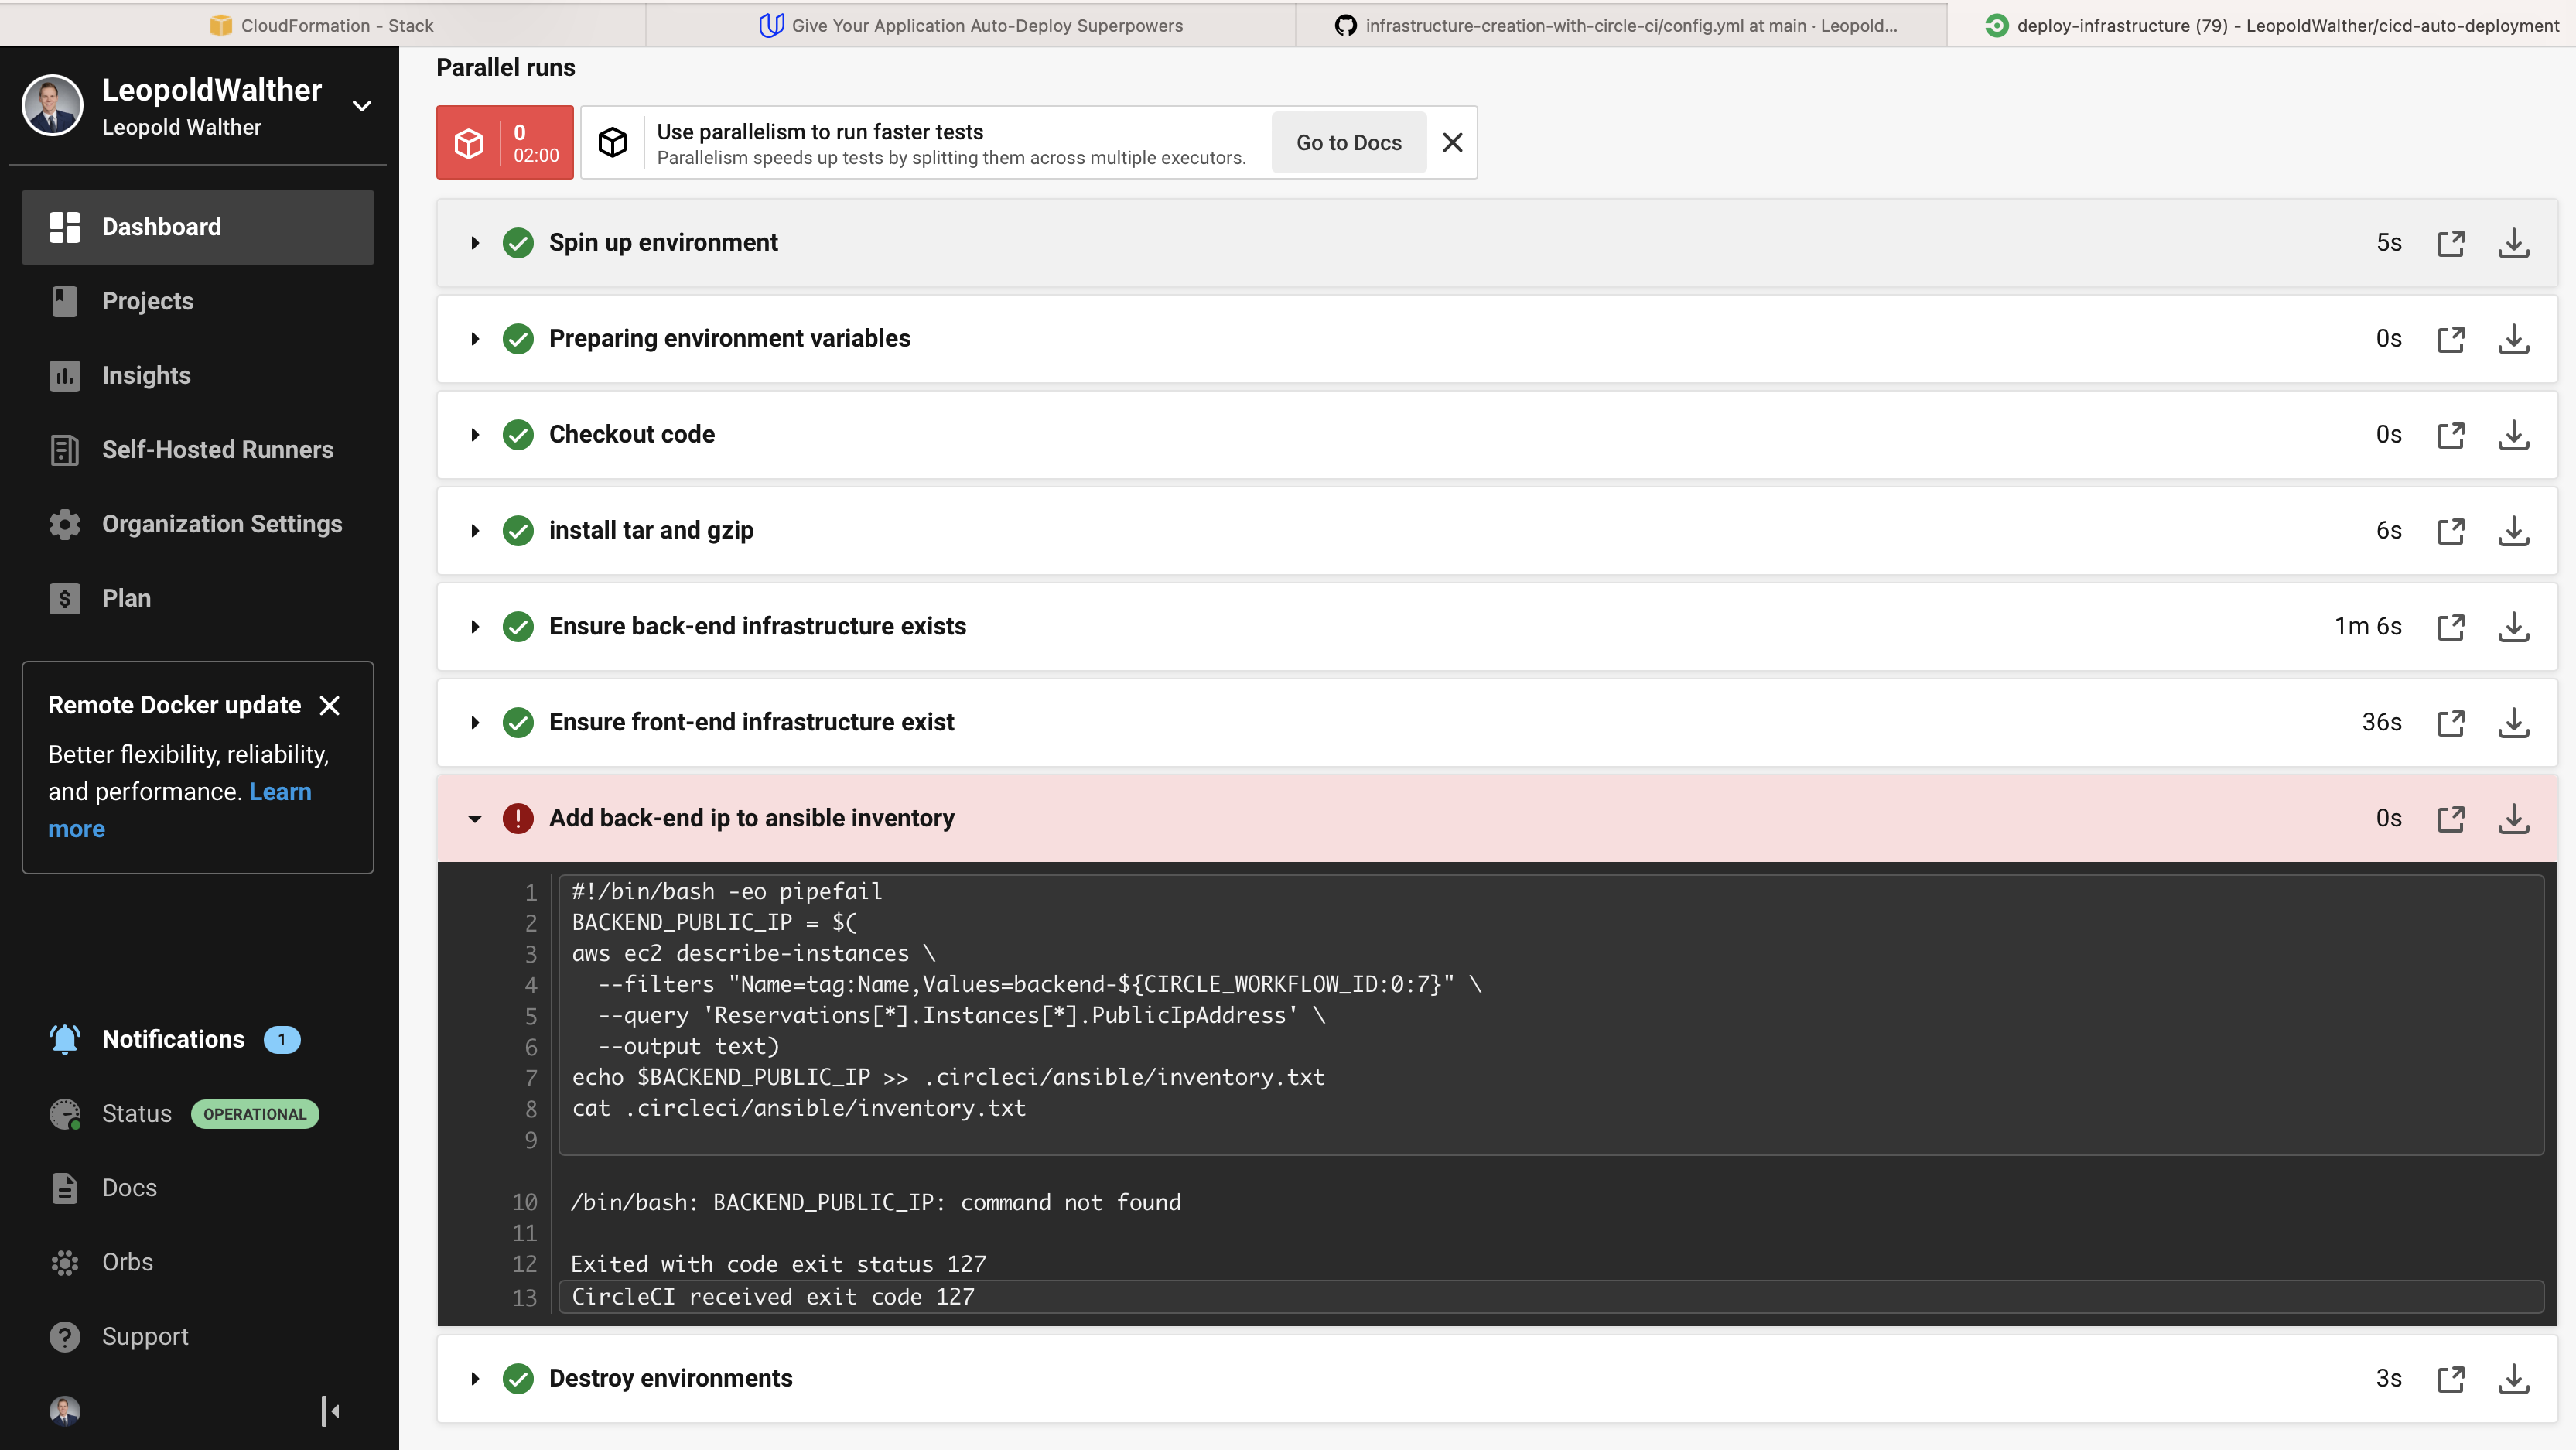 CloudFormation - Stack
Give Your Application Auto-Deploy Superpowers
infrastructure-creation-with-circle-ci/config.yml at main · Leopold...
deploy-infrastructure (79) - LeopoldWalther/cicd-auto-deployment
LeopoldWalther
Leopold Walther
Dashboard
Projects
Insights
Self-Hosted Runners
Organization Settings
Plan
Remote Docker update
Better flexibility, reliability,
and performance. Learn
more
Notifications 1
Status OPERATIONAL
Docs
Orbs
Support
Parallel runs
0
02:00
Use parallelism to run faster tests
Parallelism speeds up tests by splitting them across multiple executors.
Go to Docs
Spin up environment 5s
Preparing environment variables 0s
Checkout code 0s
install tar and gzip 6s
Ensure back-end infrastructure exists 1m 6s
Ensure front-end infrastructure exist 36s
Add back-end ip to ansible inventory 0s
1 #!/bin/bash -eo pipefail
2 BACKEND_PUBLIC_IP = $(
3 aws ec2 describe-instances \
4 --filters "Name=tag:Name,Values=backend-${CIRCLE_WORKFLOW_ID:0:7}" \
5 --query 'Reservations[*].Instances[*].PublicIpAddress' \
6 --output text)
7 echo $BACKEND_PUBLIC_IP >> .circleci/ansible/inventory.txt
8 cat .circleci/ansible/inventory.txt
9
10 /bin/bash: BACKEND_PUBLIC_IP: command not found
11
12 Exited with code exit status 127
13 CircleCI received exit code 127
Destroy environments 3s